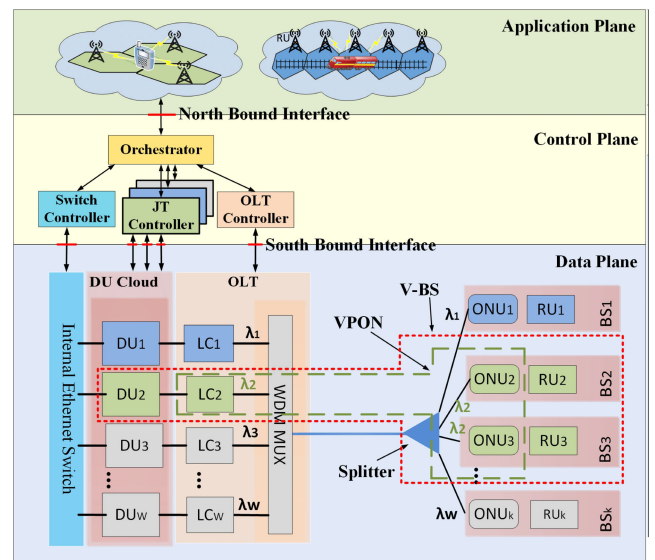 Application Plane
RU
North Bound Interface
Control Plane
Orchestrator
Switch
Controller
JT
Controller
OLT
Controller
South Bound Interface
Data Plane
DU Cloud
OLT
V-BS
VPON
Internal Ethernet Switch
DU1
LC1
λ1
DU2
LC2
λ2
DU3
LC3
λ3
DUW
LCW
λW
WDM MUX
Splitter
λ1
ONU1
RU1
BS1
λ2
ONU2
RU2
BS2
λ2
ONU3
RU3
BS3
λW
ONUk
RUk
BSk